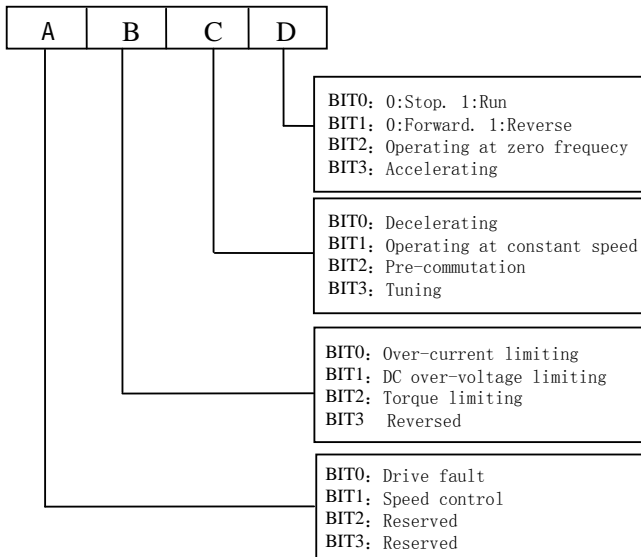 A B C D
BIT0: 0:Stop. 1:Run
BIT1: 0:Forward. 1:Reverse
BIT2: Operating at zero frequecy
BIT3: Accelerating
BIT0: Decelerating
BIT1: Operating at constant speed
BIT2: Pre-commutation
BIT3: Tuning
BIT0: Over-current limiting
BIT1: DC over-voltage limiting
BIT2: Torque limiting
BIT3 Reversed
BIT0: Drive fault
BIT1: Speed control
BIT2: Reserved
BIT3: Reserved